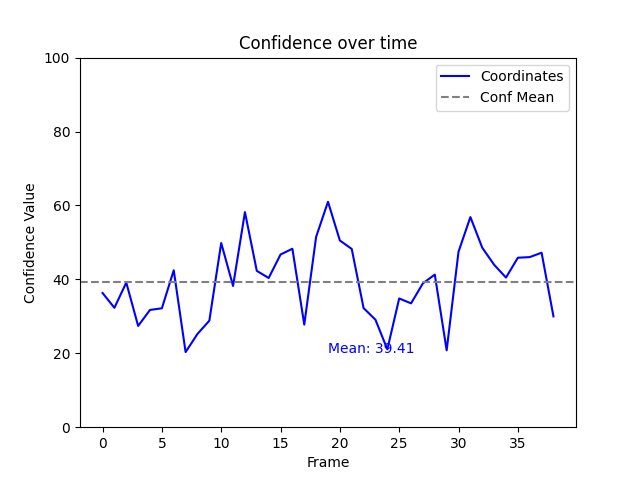 Confidence over time
Coordinates
Conf Mean
Confidence Value
100
80
60
40
20
0
Mean: 39.41
0 5 10 15 20 25 30 35
Frame